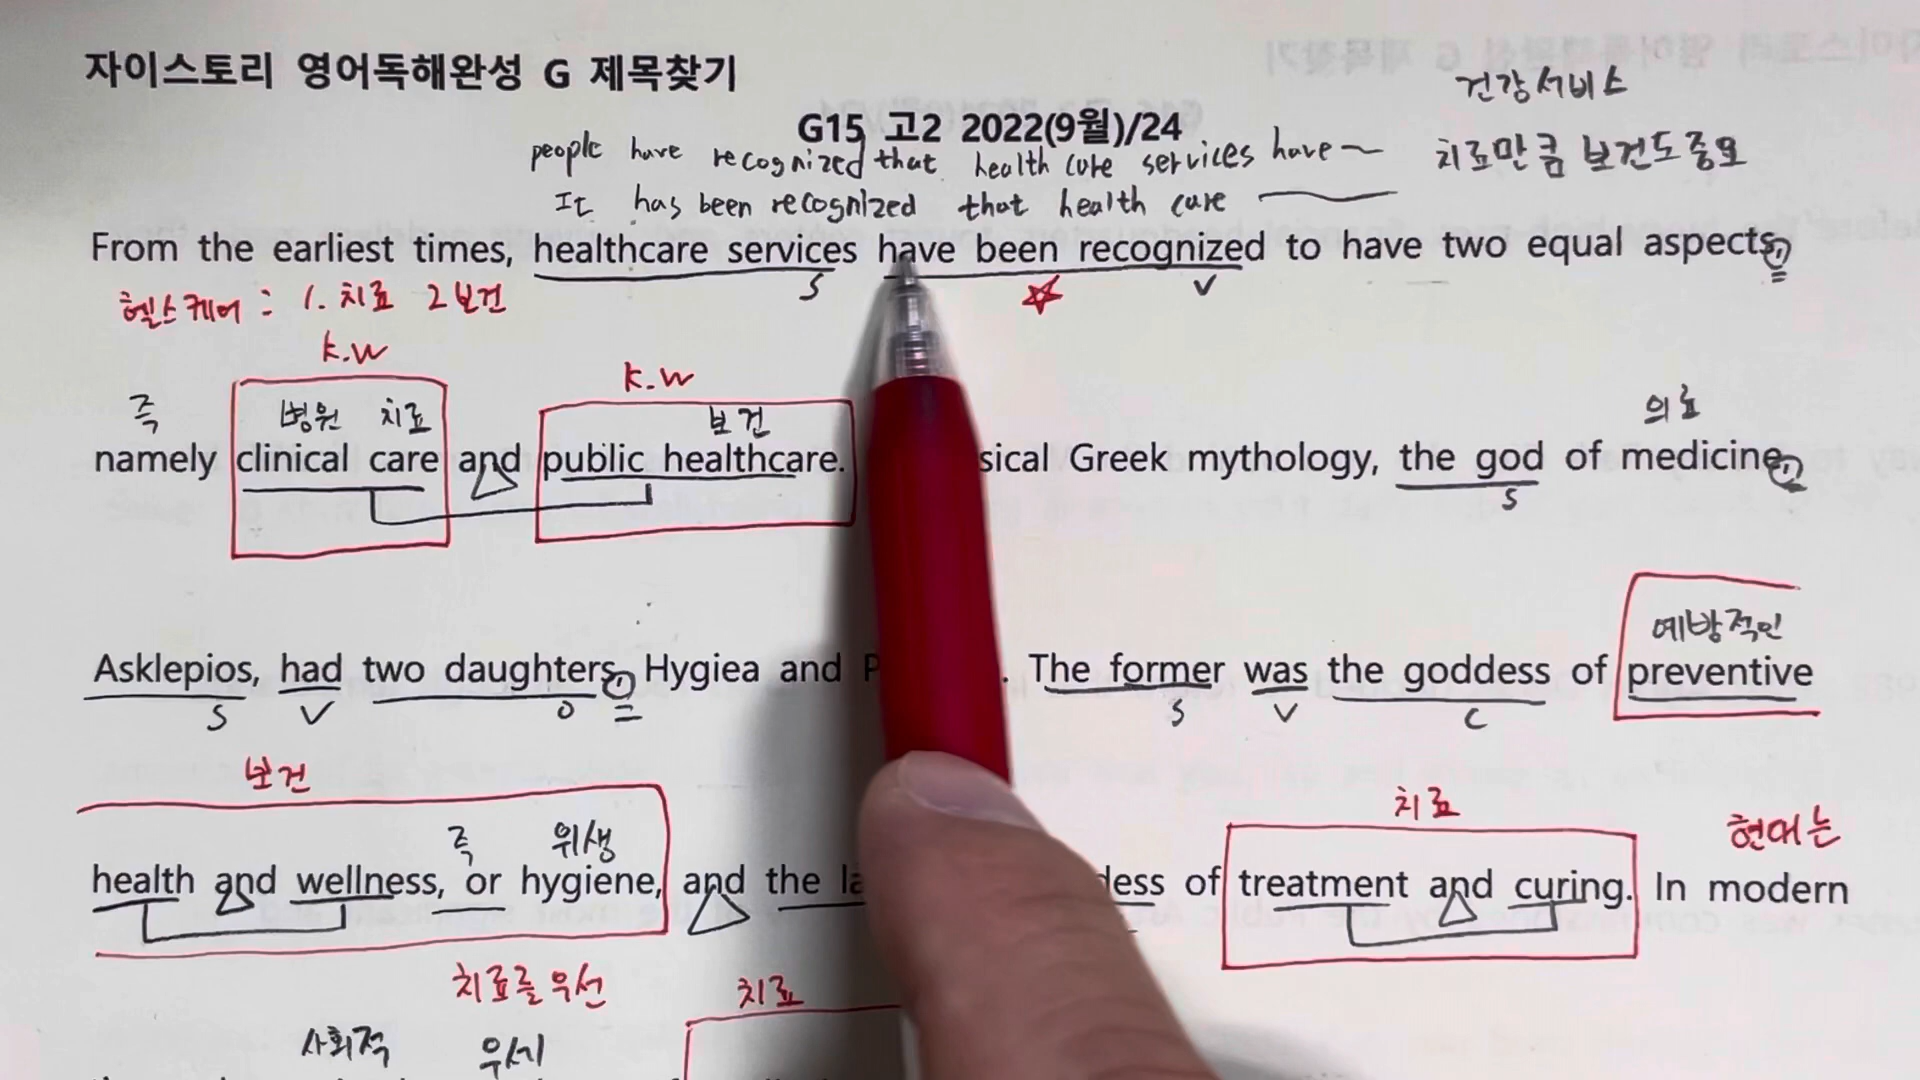 자이스토리 영어독해완성 G 제목찾기
건강서비스
G15 고2 2022(9월)/24
people have recognized that health care services have ~
치료만큼 보건도 중요
It has been recognized that health care
From the earliest times, healthcare services have been recognized to have two equal aspects,
S V
헬스케어 : 1. 치료 2 보건
K.W
K.W
즉 병원 치료 보건 의료
namely clinical care and public healthcare. sical Greek mythology, the god of medicine,
S
예방적인
Asklepios, had two daughters, Hygiea and P . The former was the goddess of preventive
S V O S V C
보건 치료 현대는
즉 위생
health and wellness, or hygiene, and the la dess of treatment and curing. In modern
치료를 우선 치료
사회적 우세